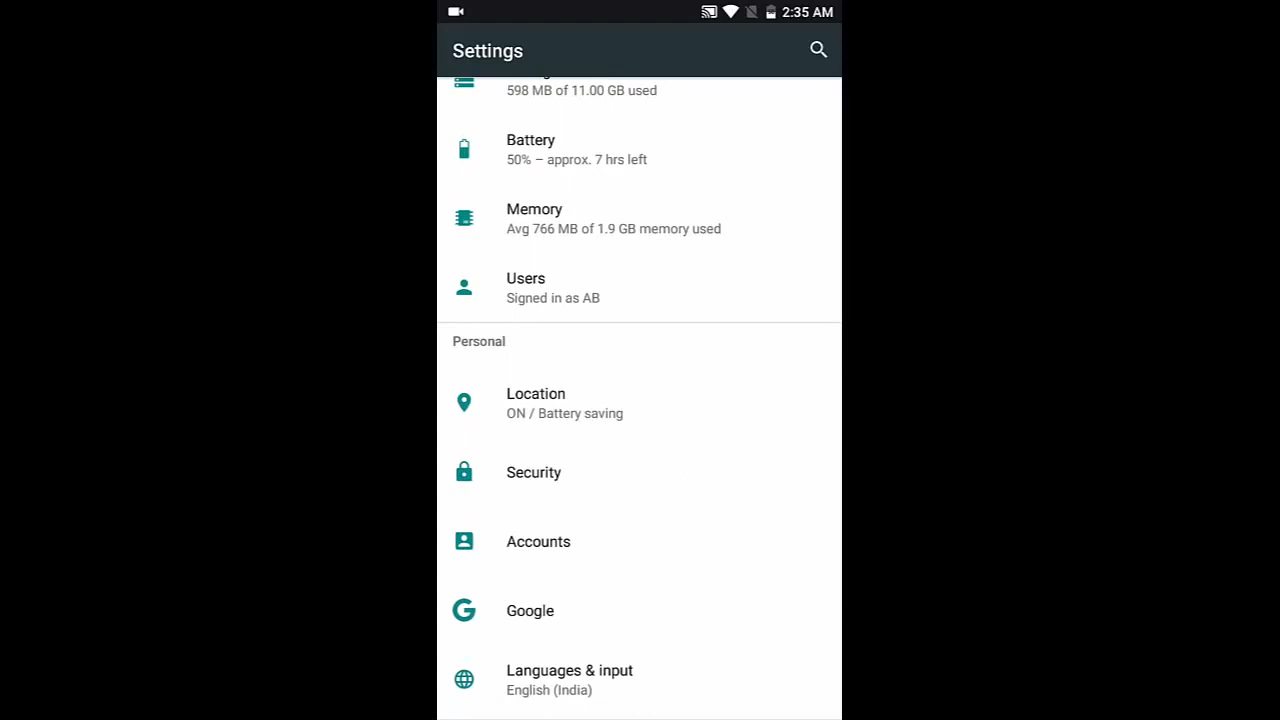 2:35 AM
Settings
598 MB of 11.00 GB used
Battery
50% – approx. 7 hrs left
Memory
Avg 766 MB of 1.9 GB memory used
Users
Signed in as AB
Personal
Location
ON / Battery saving
Security
Accounts
Google
Languages & input
English (India)